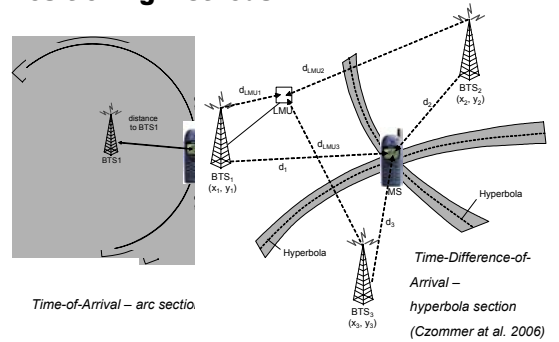 distance
to BTS1
BTS1
Time-of-Arrival – arc section
dLMU1
dLMU2
LMU
BTS2
(x2, y2)
d2
BTS1
(x1, y1)
d1
dLMU3
MS
d3
Hyperbola
Hyperbola
BTS3
(x3, y3)
Time-Difference-of-
Arrival –
hyperbola section
(Czommer at al. 2006)